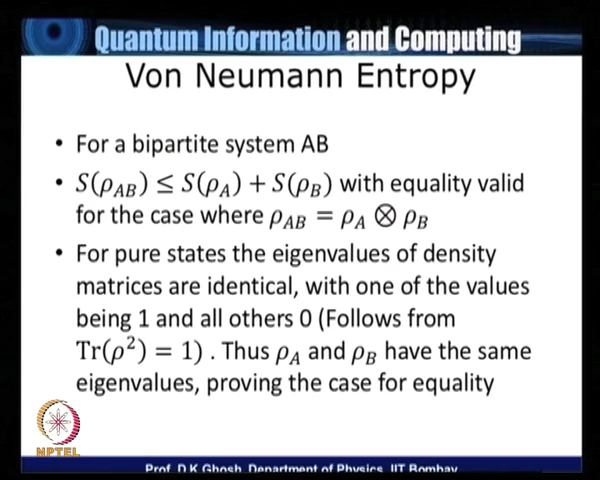 Quantum Information and Computing
Von Neumann Entropy
• For a bipartite system AB
• S(ρ_AB) ≤ S(ρ_A) + S(ρ_B) with equality valid
for the case where ρ_AB = ρ_A ⊗ ρ_B
• For pure states the eigenvalues of density
matrices are identical, with one of the values
being 1 and all others 0 (Follows from
Tr(ρ²) = 1) . Thus ρ_A and ρ_B have the same
eigenvalues, proving the case for equality
NPTEL
Prof. D K Ghosh, Department of Physics, IIT Bombay